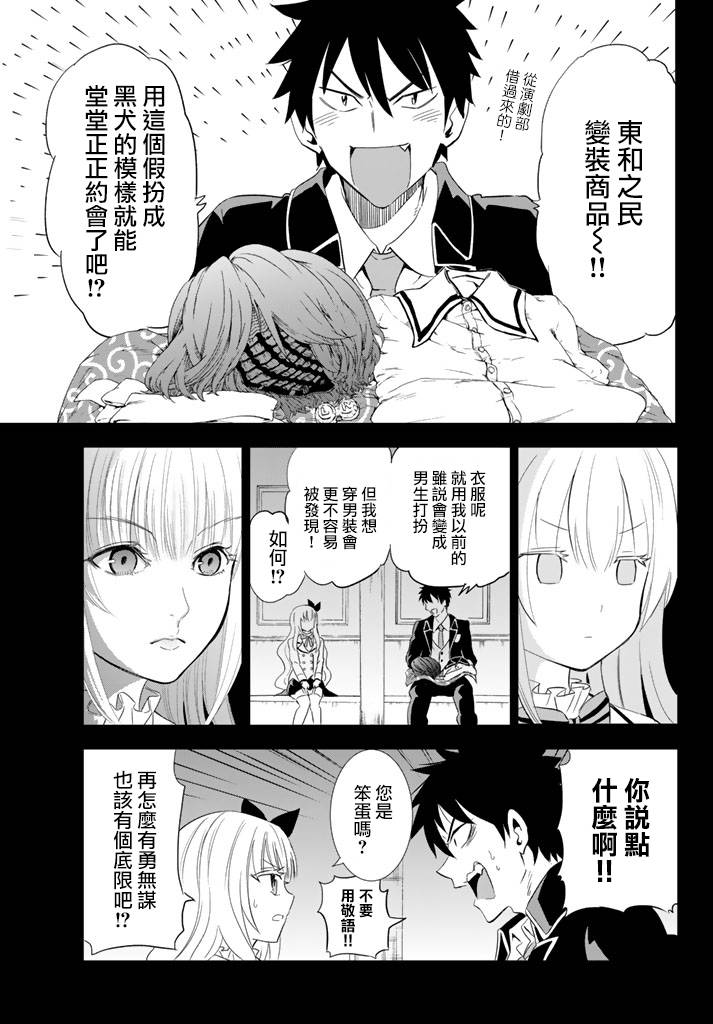 東和之民
變裝商品~!!
從演劇部
借過來的!
用這個假扮成
黑犬的模樣就能
堂堂正正約會了吧!?
衣服呢
就用我以前的
雖說會變成
男生打扮
但我想
穿男裝會
更不容易
被發現!
如何!?
你說點
什麼啊!!
您是
笨蛋嗎?
不要
用敬語!!
再怎麼有勇無謀
也該有個底限吧!?